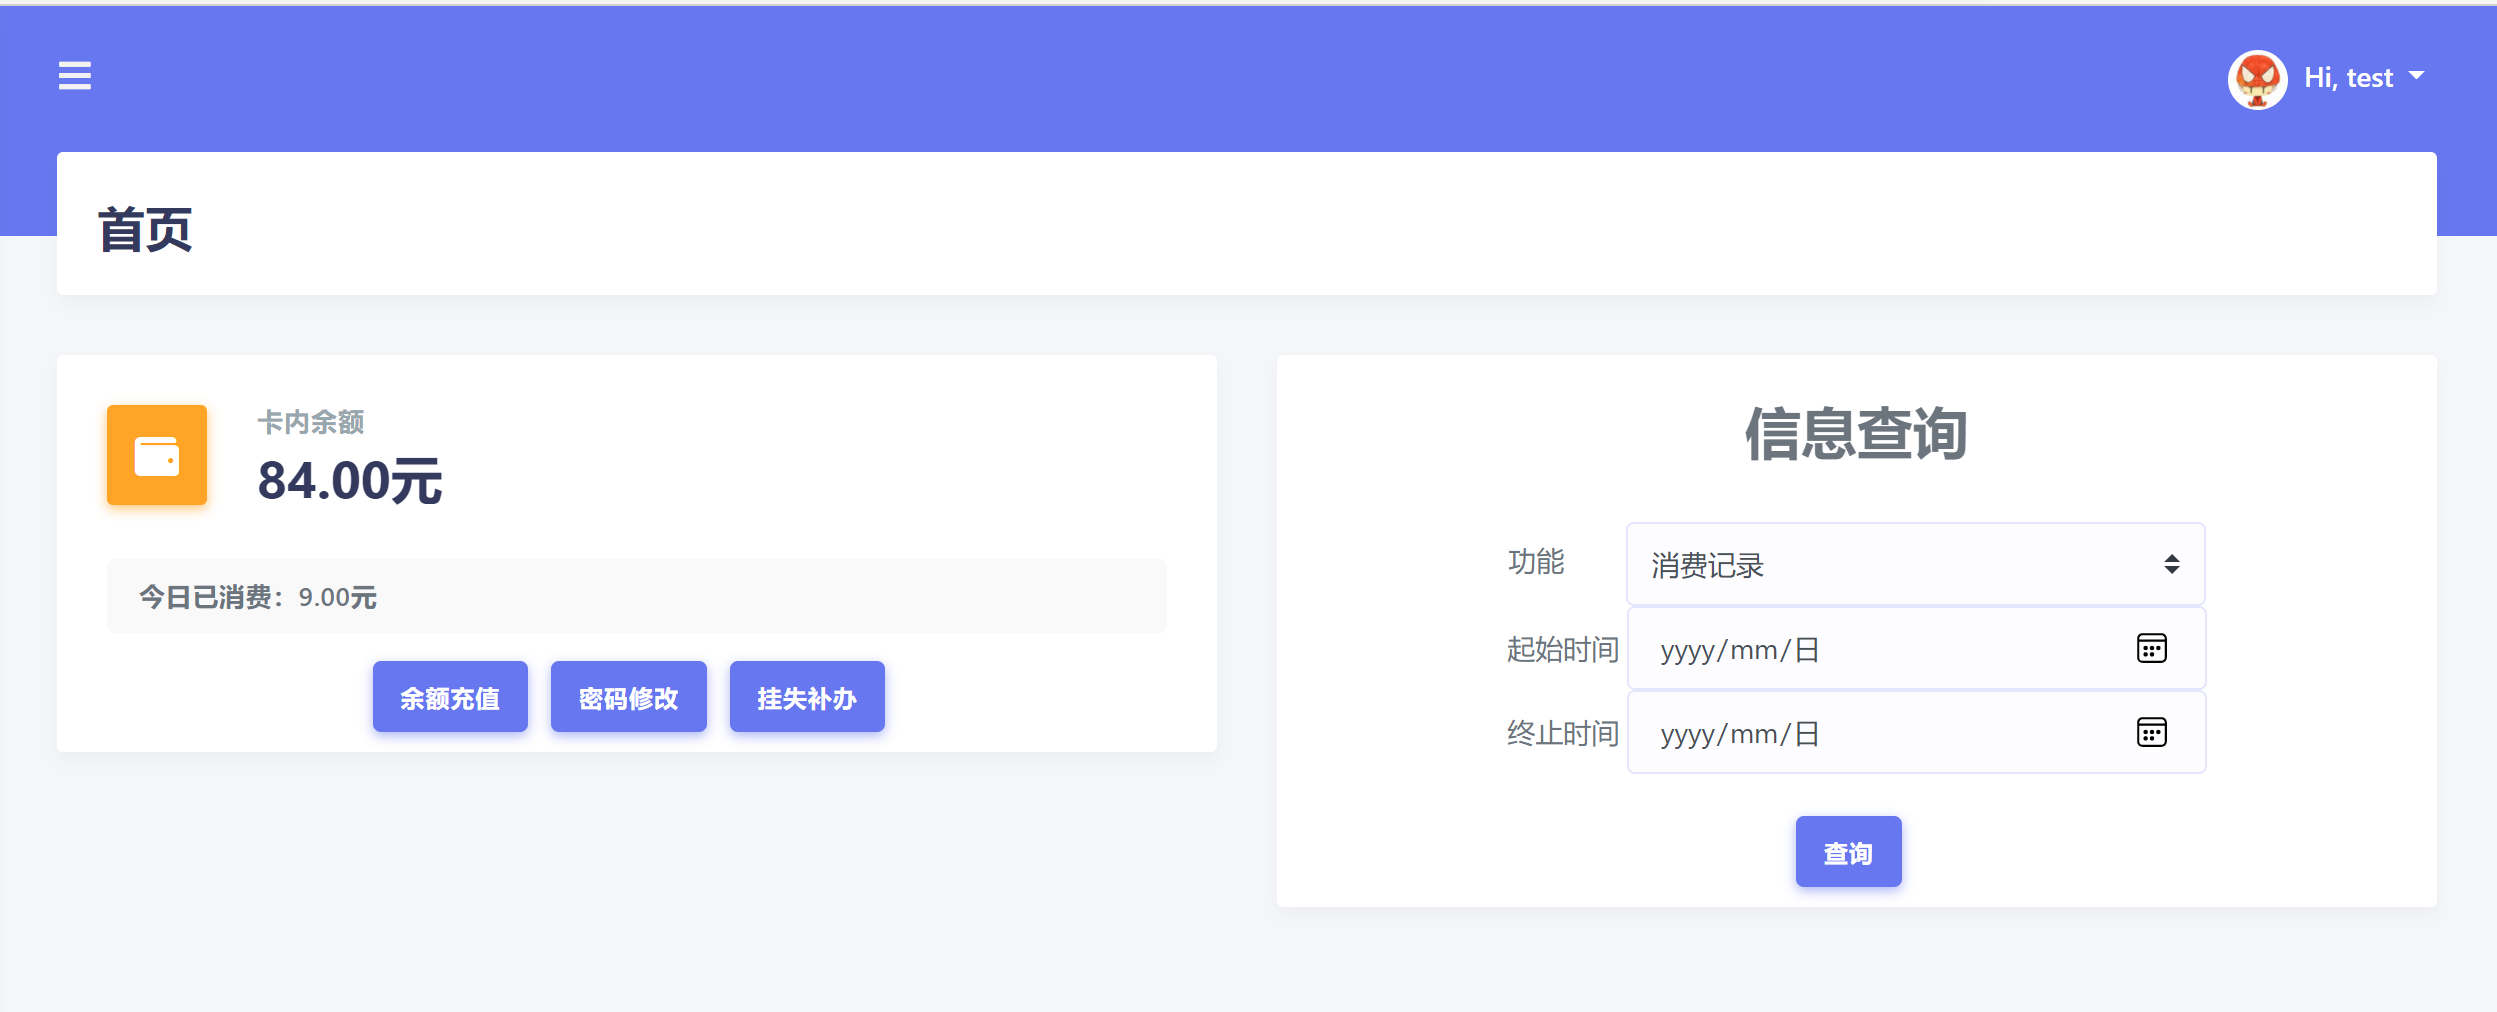 Hi, test
首页
卡内余额
84.00元
今日已消费：9.00元
余额充值 密码修改 挂失补办
信息查询
功能 消费记录
起始时间 yyyy/mm/日
终止时间 yyyy/mm/日
查询